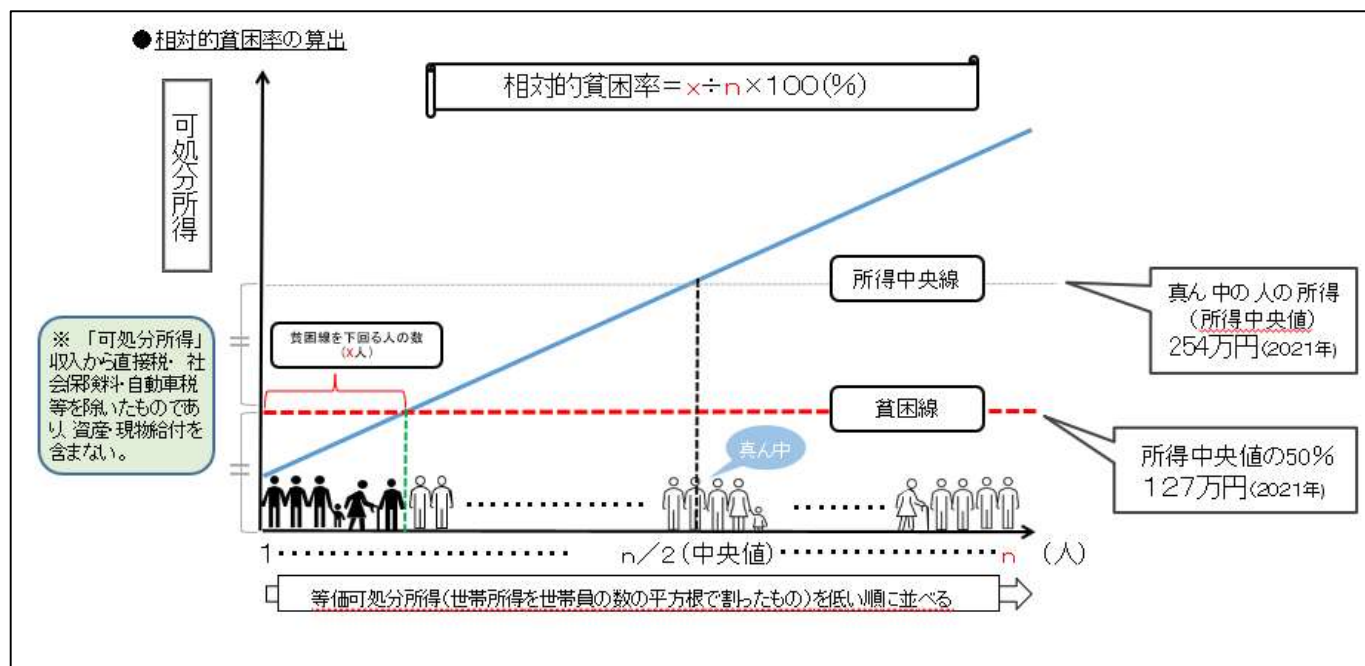 ●相対的貧困率の算出
相対的貧困率=x÷n×100(%)
可処分所得
所得中央線
真ん中の人の所得
(所得中央値)
254万円(2021年)
貧困線を下回る人の数
(X人)
※ 「可処分所得」
収入から直接税・社
会保険料・自動車税
等を除いたものであ
り、資産・現物給付を
含まない。
貧困線
真ん中
所得中央値の50%
127万円(2021年)
1‥‥‥‥‥‥‥‥‥‥ n/2(中央値)‥‥‥‥‥‥‥ n (人)
等価可処分所得(世帯所得を世帯員の数の平方根で割ったもの)を低い順に並べる